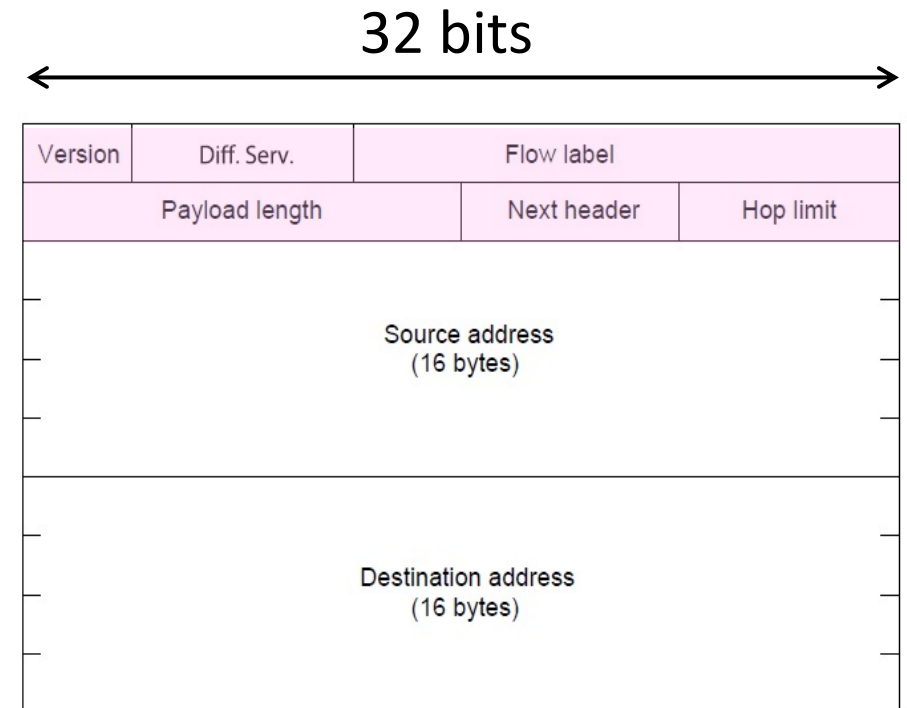 32 bits
Version Diff. Serv. Flow label
Payload length Next header Hop limit
Source address
(16 bytes)
Destination address
(16 bytes)